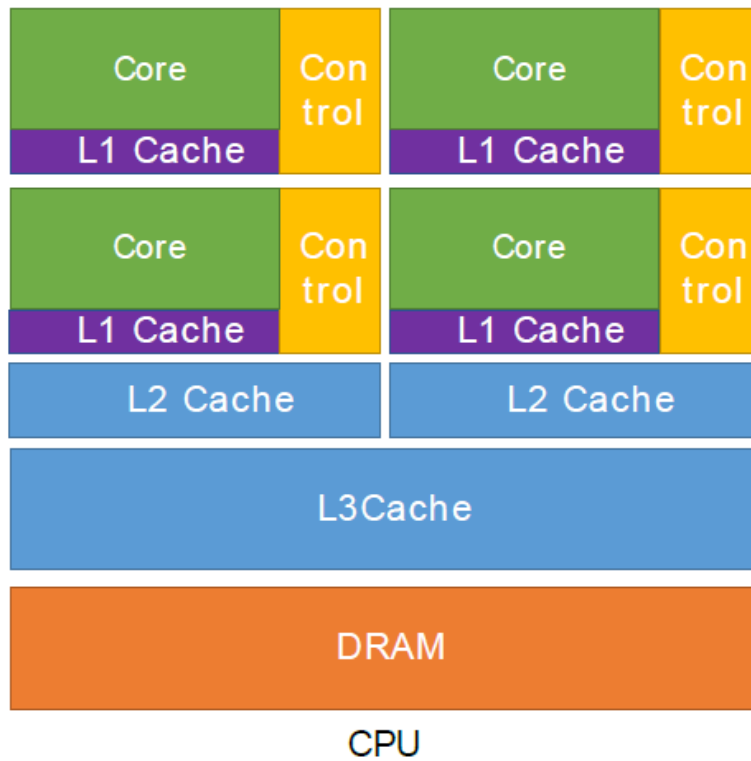 Core
Con
trol
L1 Cache
Core
Con
trol
L1 Cache
Core
Con
trol
L1 Cache
Core
Con
trol
L1 Cache
L2 Cache
L2 Cache
L3Cache
DRAM
CPU